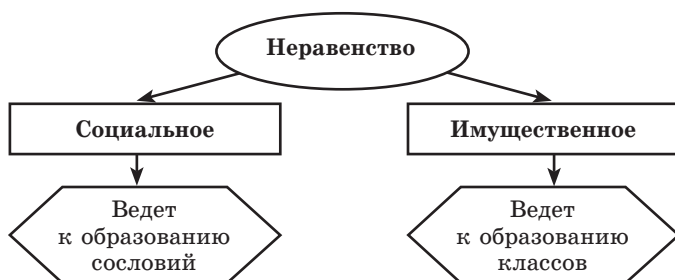 Неравенство
Социальное
Имущественное
Ведет
к образованию
сословий
Ведет
к образованию
классов